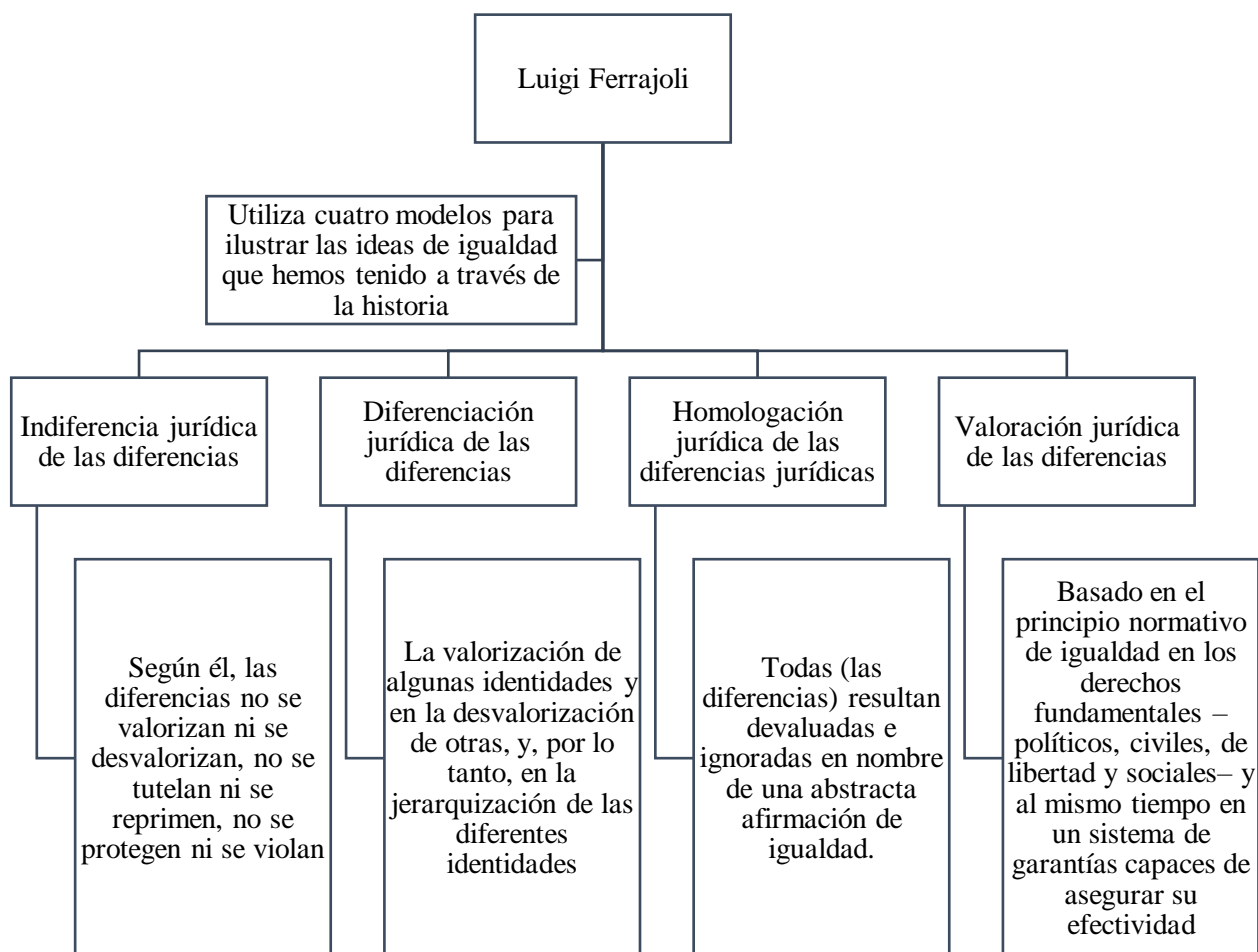 Luigi Ferrajoli
Utiliza cuatro modelos para
ilustrar las ideas de igualdad
que hemos tenido a través de
la historia
Indiferencia jurídica
de las diferencias
Diferenciación
jurídica de las
diferencias
Homologación
jurídica de las
diferencias jurídicas
Valoración jurídica
de las diferencias
Según él, las
diferencias no se
valorizan ni se
desvalorizan, no se
tutelan ni se
reprimen, no se
protegen ni se violan
La valorización de
algunas identidades y
en la desvalorización
de otras, y, por lo
tanto, en la
jerarquización de las
diferentes
identidades
Todas (las
diferencias) resultan
devaluadas e
ignoradas en nombre
de una abstracta
afirmación de
igualdad.
Basado en el
principio normativo
de igualdad en los
derechos
fundamentales –
políticos, civiles, de
libertad y sociales– y
al mismo tiempo en
un sistema de
garantías capaces de
asegurar su
efectividad